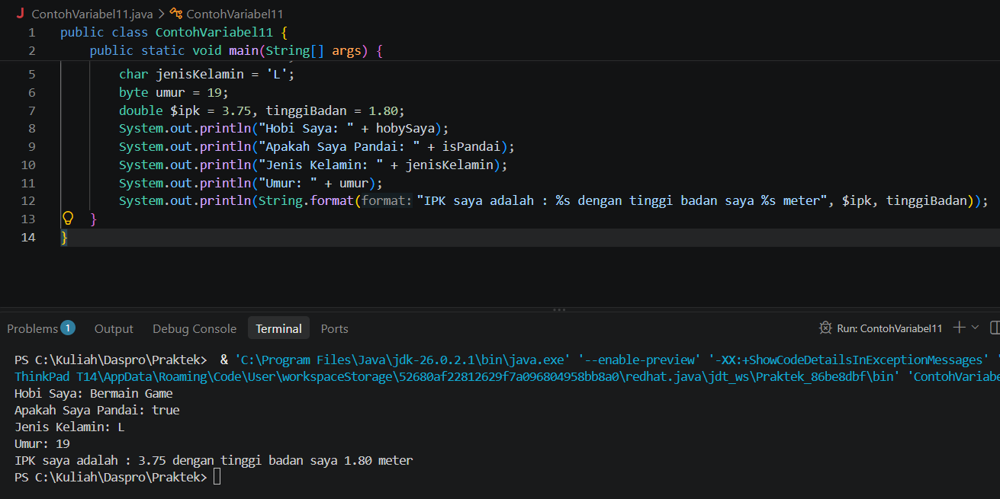 ContohVariabel11.java > ContohVariabel11
1 public class ContohVariabel11 {
2 public static void main(String[] args) {
5 char jenisKelamin = 'L';
6 byte umur = 19;
7 double $ipk = 3.75, tinggiBadan = 1.80;
8 System.out.println("Hobi Saya: " + hobySaya);
9 System.out.println("Apakah Saya Pandai: " + isPandai);
10 System.out.println("Jenis Kelamin: " + jenisKelamin);
11 System.out.println("Umur: " + umur);
12 System.out.println(String.format(format: "IPK saya adalah : %s dengan tinggi badan saya %s meter", $ipk, tinggiBadan));
13 }
14 }
Problems 1 Output Debug Console Terminal Ports Run: ContohVariabel11
PS C:\Kuliah\Daspro\Praktek> & 'C:\Program Files\Java\jdk-26.0.2.1\bin\java.exe' '--enable-preview' '-XX:+ShowCodeDetailsInExceptionMessages' '
ThinkPad T14\AppData\Roaming\Code\User\workspaceStorage\52680af22812629f7a096804958bb8a0\redhat.java\jdt_ws\Praktek_86be8dbf\bin' 'ContohVariabe
Hobi Saya: Bermain Game
Apakah Saya Pandai: true
Jenis Kelamin: L
Umur: 19
IPK saya adalah : 3.75 dengan tinggi badan saya 1.80 meter
PS C:\Kuliah\Daspro\Praktek>